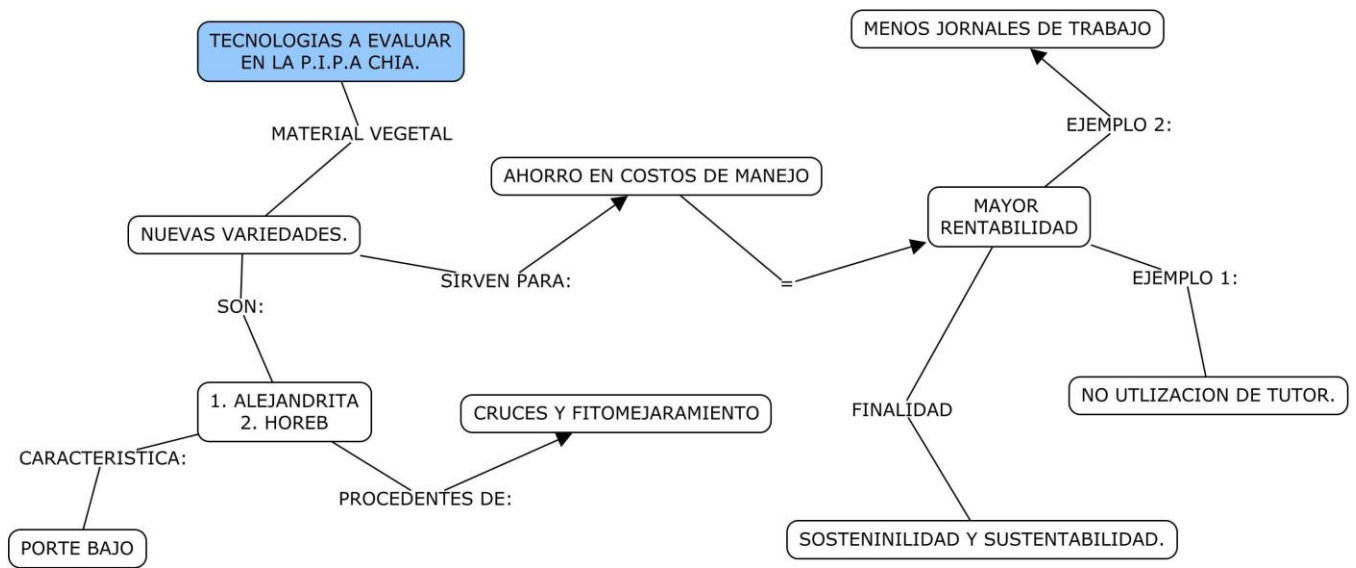 TECNOLOGIAS A EVALUAR
EN LA P.I.P.A CHIA.
MATERIAL VEGETAL
NUEVAS VARIEDADES.
SIRVEN PARA:
AHORRO EN COSTOS DE MANEJO
=
MAYOR
RENTABILIDAD
EJEMPLO 2:
MENOS JORNALES DE TRABAJO
EJEMPLO 1:
NO UTLIZACION DE TUTOR.
FINALIDAD
SOSTENINILIDAD Y SUSTENTABILIDAD.
SON:
1. ALEJANDRITA
2. HOREB
CARACTERISTICA:
PORTE BAJO
PROCEDENTES DE:
CRUCES Y FITOMEJARAMIENTO